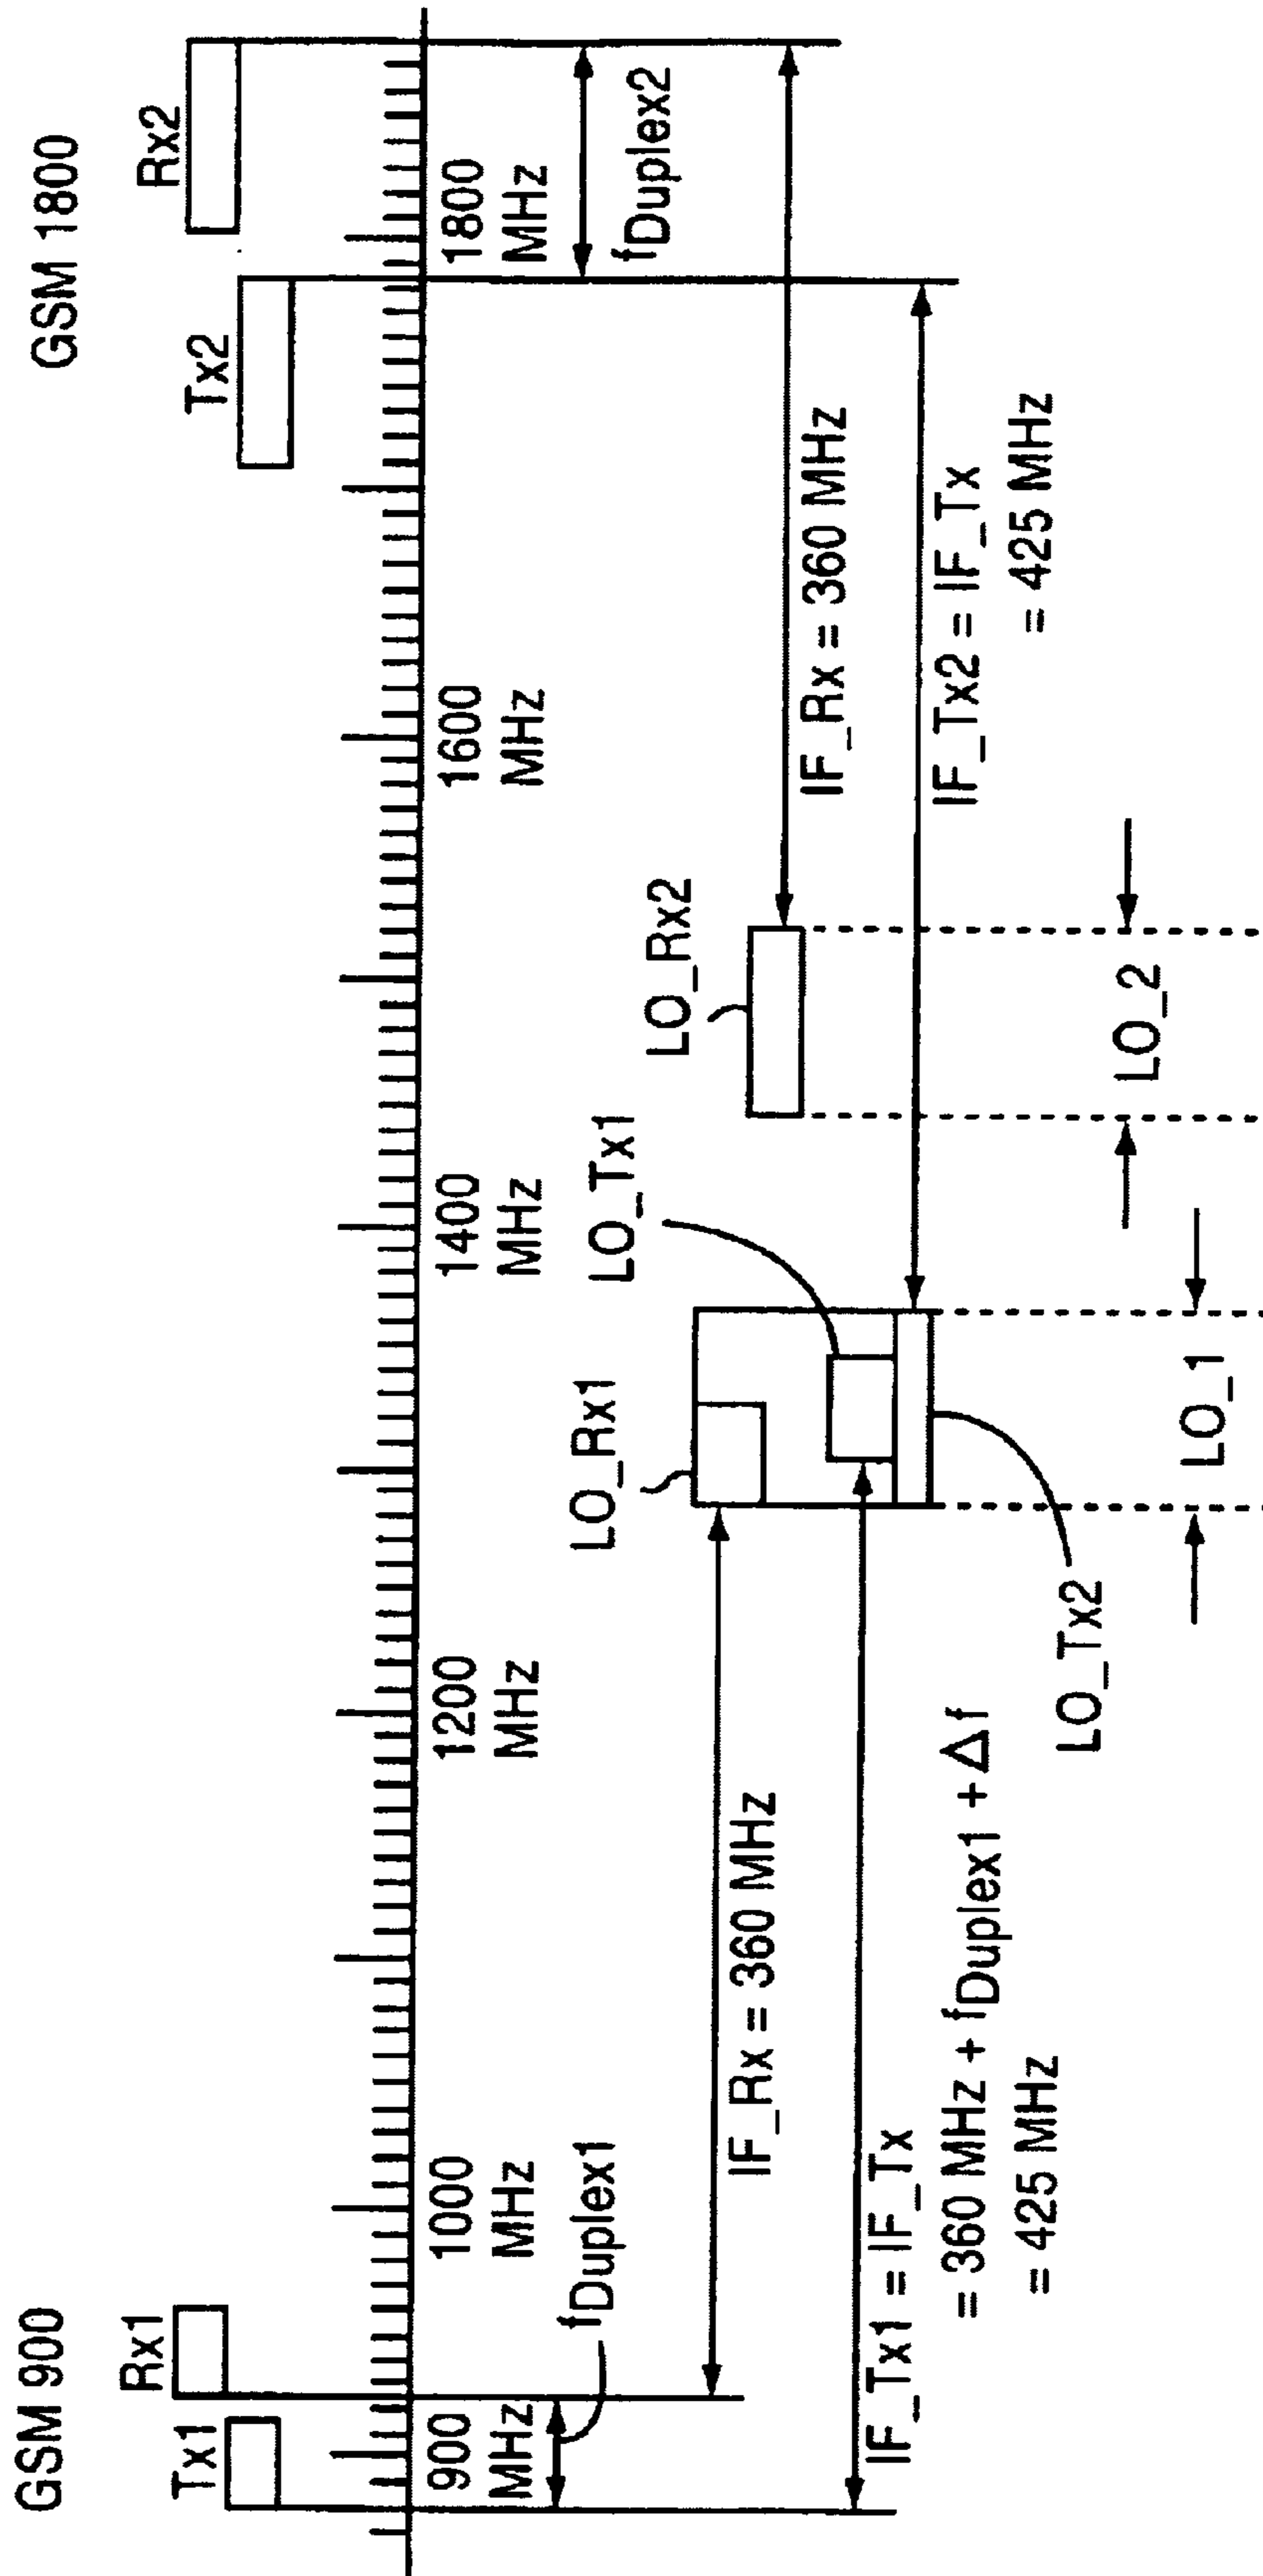 GSM 900
GSM 1800
Tx1
Rx1
Tx2
Rx2
900
MHz
1000
MHz
1200
MHz
1400
MHz
1600
MHz
1800
MHz
fDuplex1
fDuplex2
LO_Rx1
LO_Tx1
LO_Rx2
IF_Rx = 360 MHz
IF_Rx = 360 MHz
IF_Tx1 = IF_Tx
= 360 MHz + fDuplex1 + Δf
= 425 MHz
IF_Tx2 = IF_Tx
= 425 MHz
LO_Tx2
LO_1
LO_2